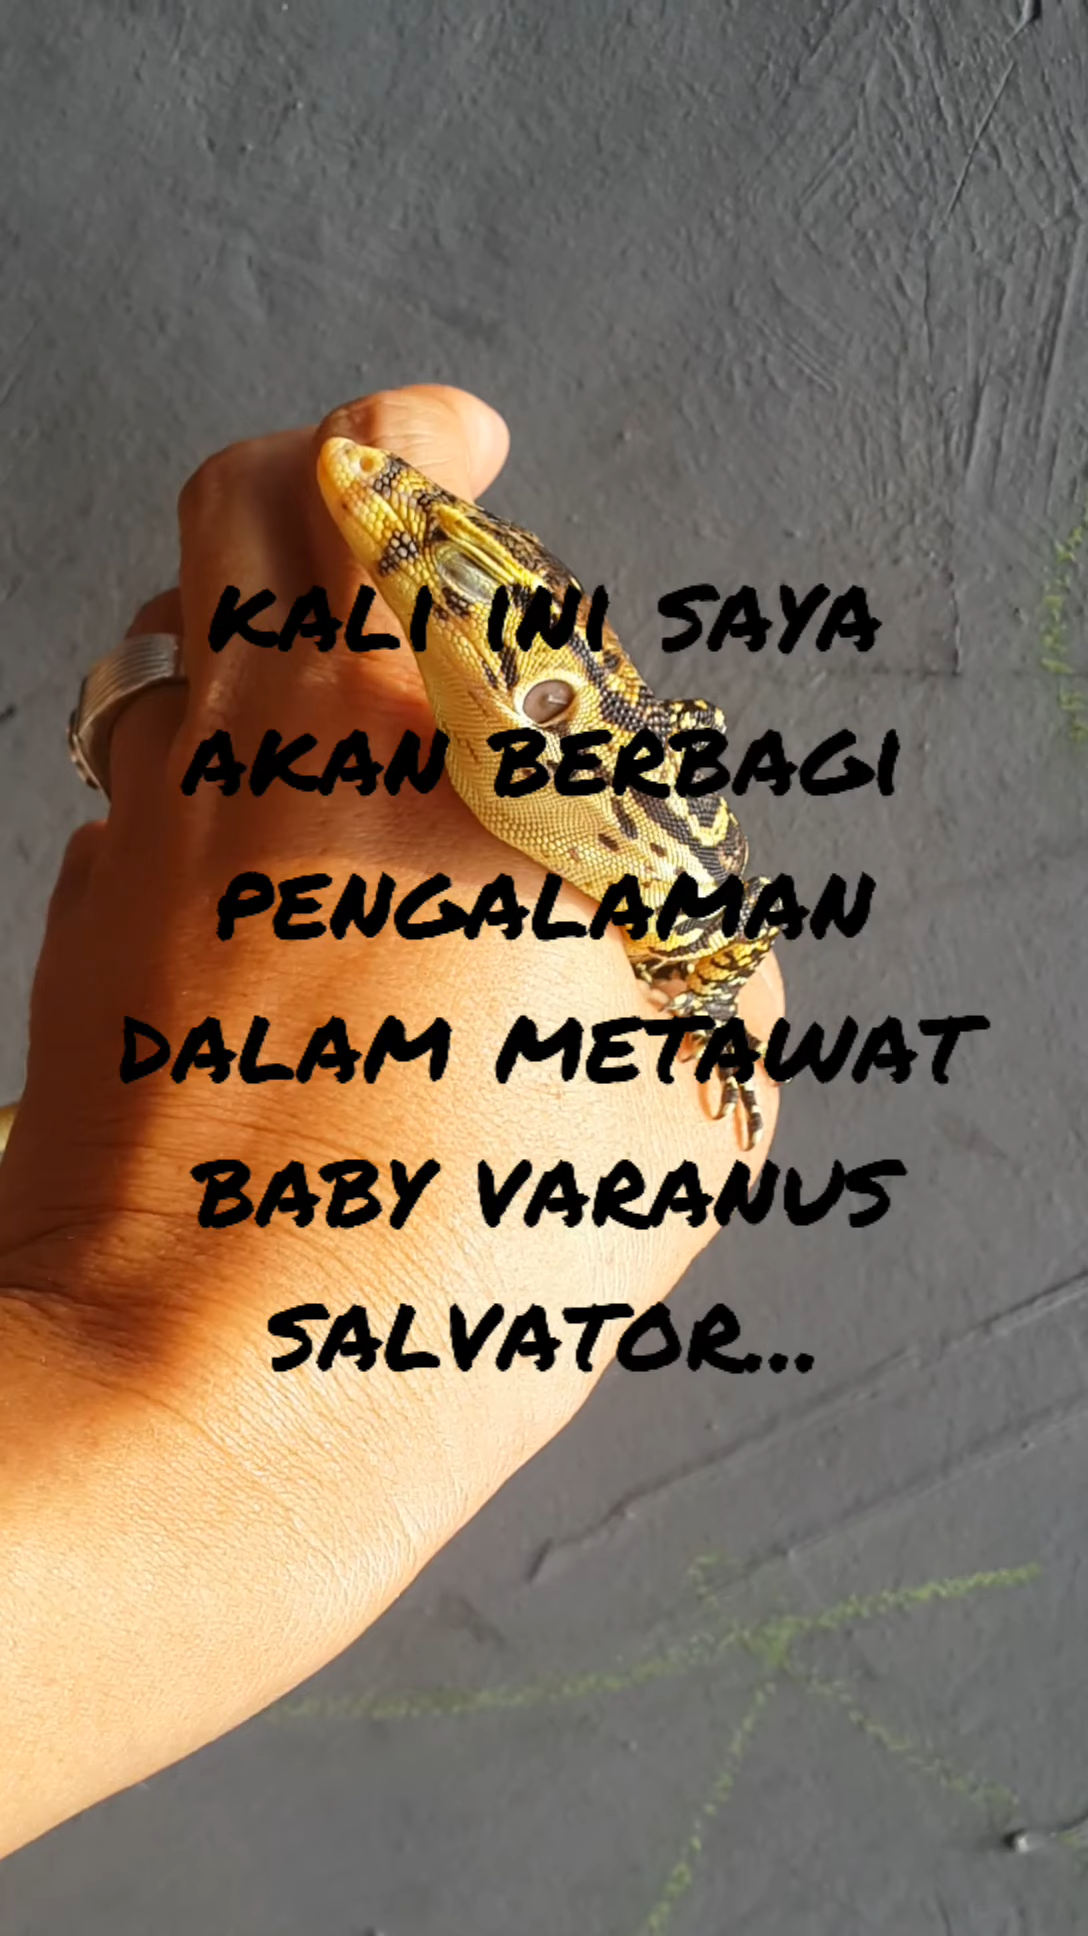 KALI INI SAYA
AKAN BERBAGI
PENGALAMAN
DALAM METAWAT
BABY VARANUS
SALVATOR...